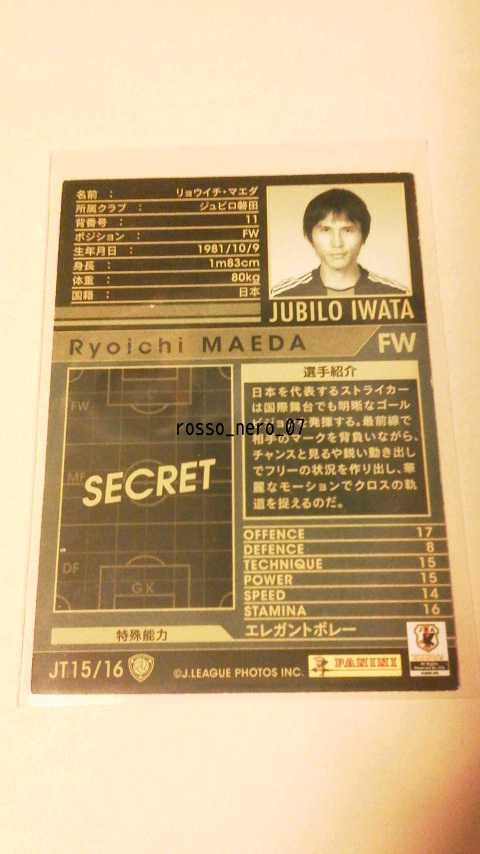 名前 : リョウイチ・マエダ
所属クラブ : ジュビロ磐田
背番号 : 11
ポジション : FW
生年月日 : 1981/10/9
身長 : 1m83cm
体重 : 80kg
国籍 : 日本
JUBILO IWATA
Ryoichi MAEDA FW
FW
MF
SECRET
DF
GK
選手紹介
日本を代表するストライカー
は国際舞台でも明晰なゴール
発揮する。最前線で
rosso_nero_07
相手のマークを背負いながら、
チャンスと見るや鋭い動き出し
でフリーの状況を作り出し、華
麗なモーションでクロスの軌
道を捉えるのだ。
OFFENCE 17
DEFENCE 8
TECHNIQUE 15
POWER 15
SPEED 14
STAMINA 16
特殊能力 エレガントボレー
JT15/16
©J.LEAGUE PHOTOS INC.
PANINI